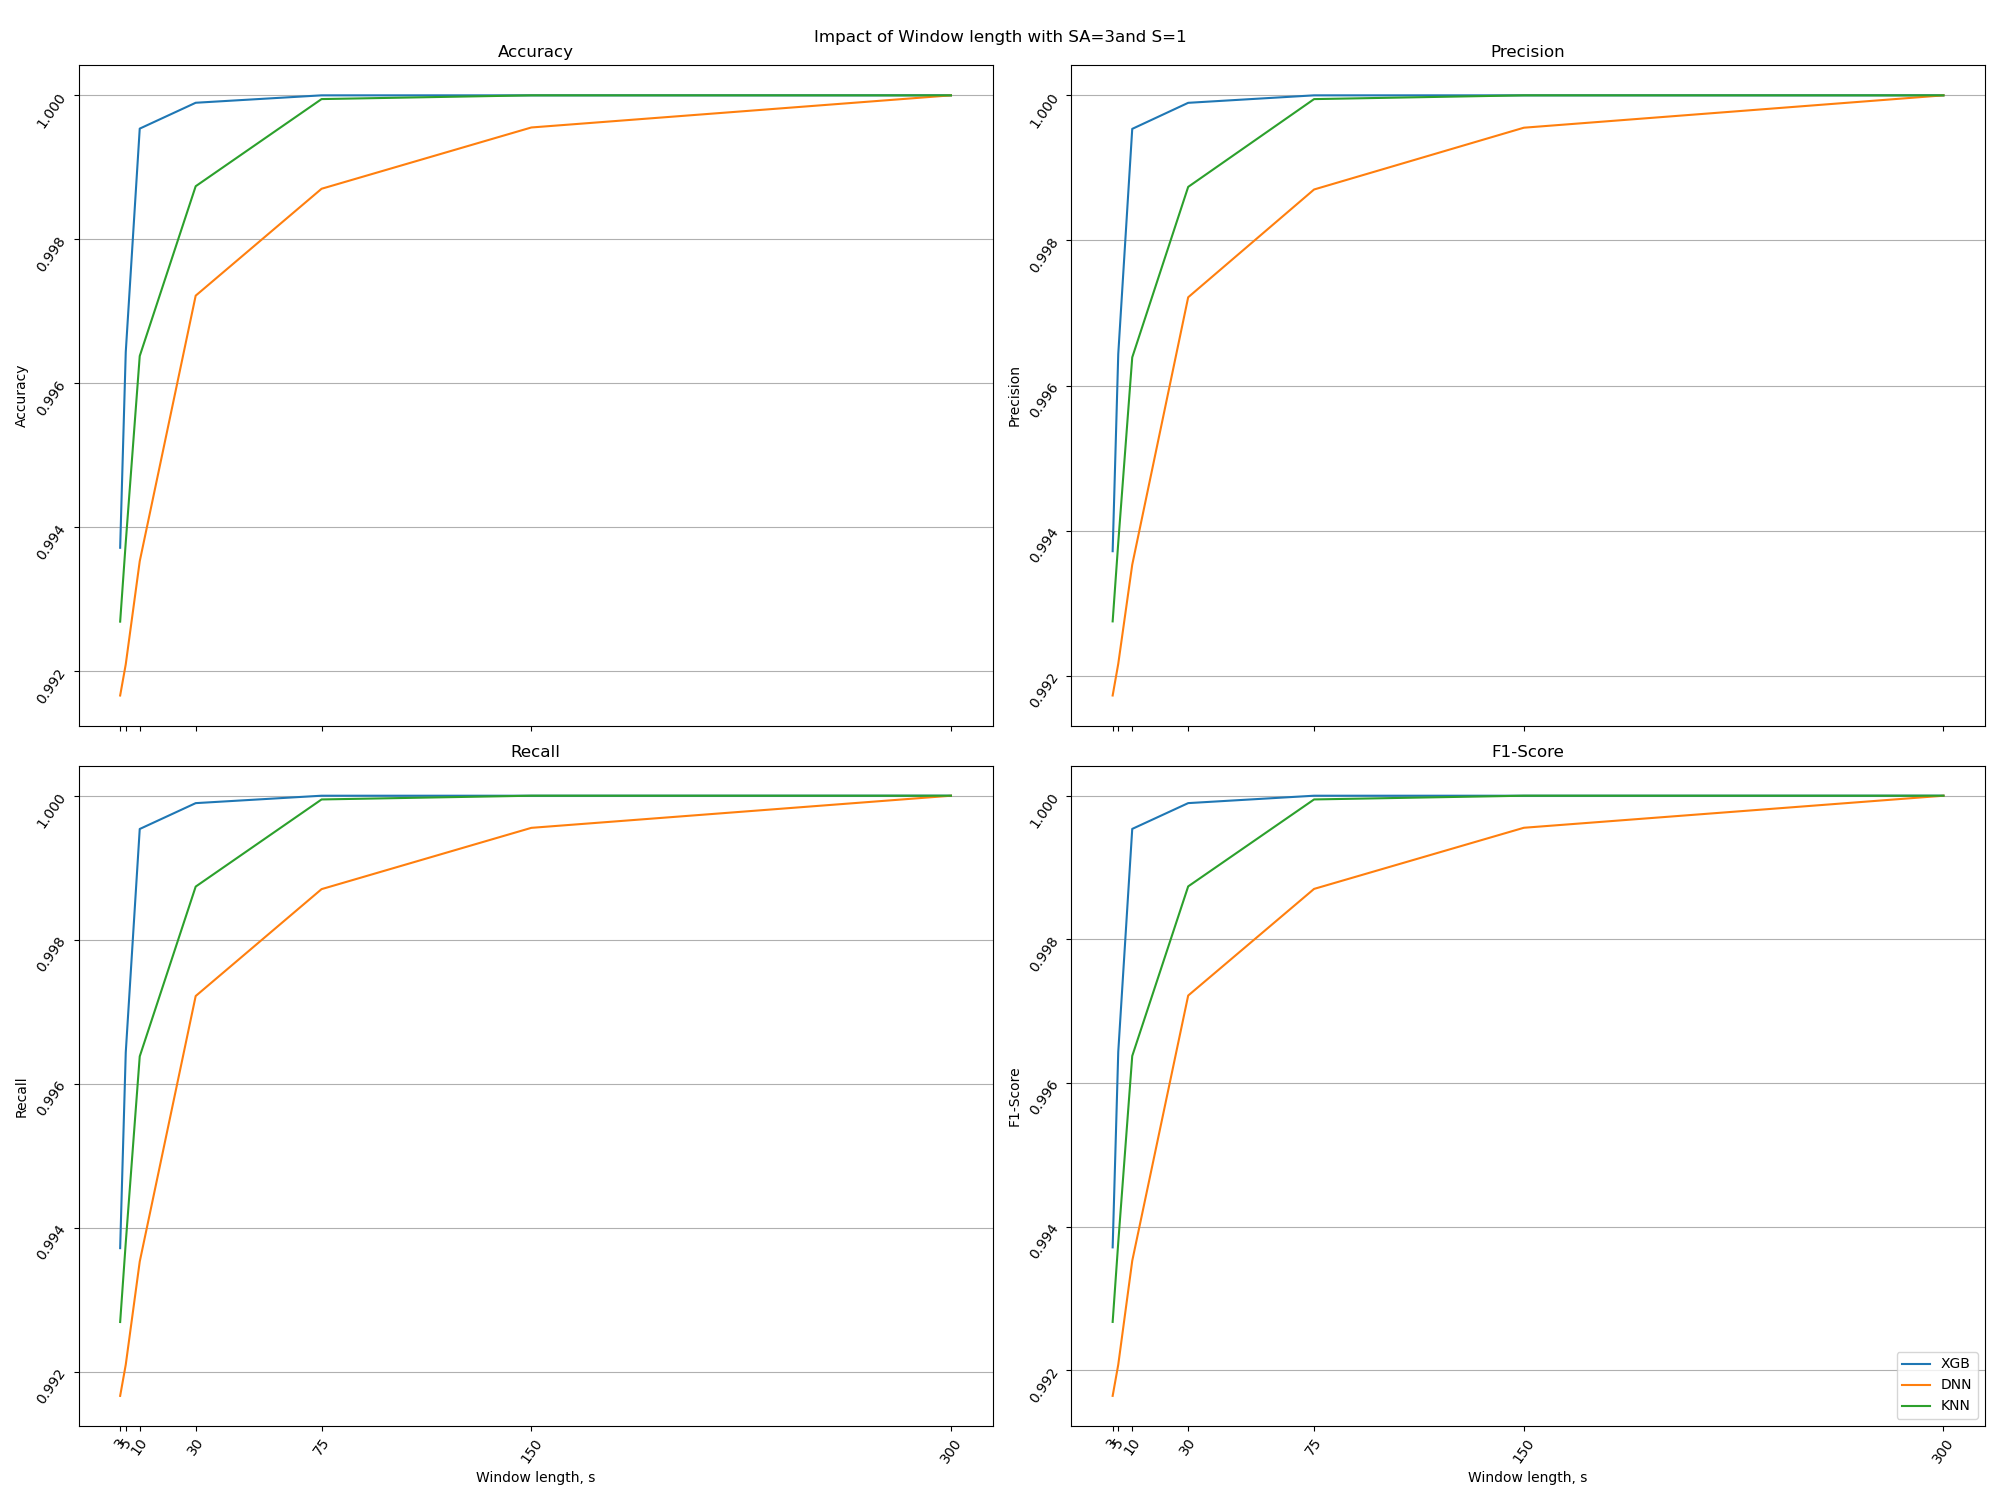 Impact of Window length with SA=3and S=1
Accuracy
Accuracy
1.000
0.998
0.996
0.994
0.992
Precision
Precision
1.000
0.998
0.996
0.994
0.992
Recall
Recall
1.000
0.998
0.996
0.994
0.992
3
5
10
30
75
150
300
Window length, s
F1-Score
F1-Score
1.000
0.998
0.996
0.994
0.992
XGB
DNN
KNN
3
5
10
30
75
150
300
Window length, s